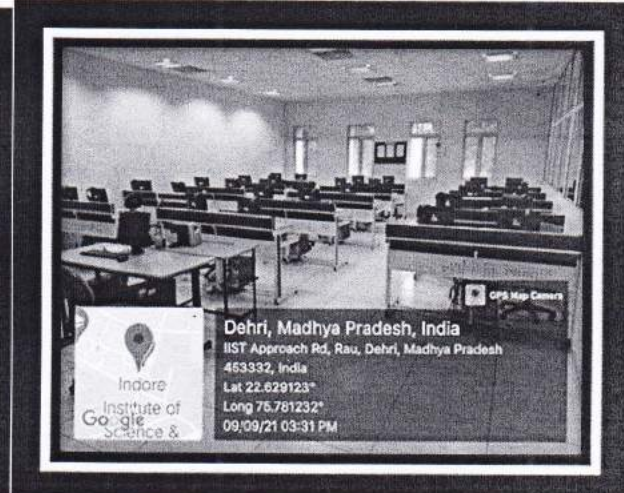 GPS Map Camera
Dehri, Madhya Pradesh, India
IIST Approach Rd, Rau, Dehri, Madhya Pradesh
453332, India
Lat 22.629123°
Long 75.781232°
09/09/21 03:31 PM
Indore
Institute of
Google
Science &